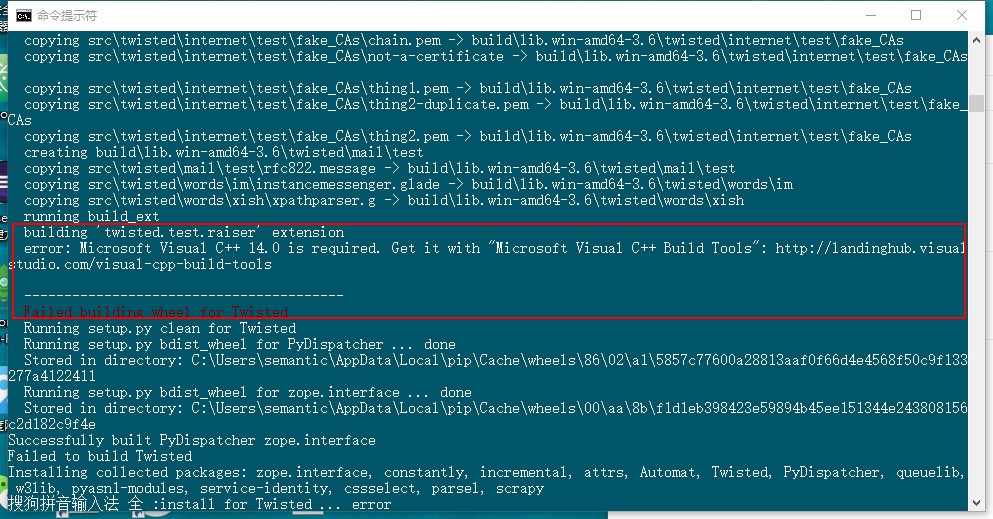 命令提示符
copying src\twisted\internet\test\fake_CAs\chain.pem -> build\lib.win-amd64-3.6\twisted\internet\test\fake_CAs
copying src\twisted\internet\test\fake_CAs\not-a-certificate -> build\lib.win-amd64-3.6\twisted\internet\test\fake_CAs
copying src\twisted\internet\test\fake_CAs\thing1.pem -> build\lib.win-amd64-3.6\twisted\internet\test\fake_CAs
copying src\twisted\internet\test\fake_CAs\thing2-duplicate.pem -> build\lib.win-amd64-3.6\twisted\internet\test\fake_
CAs
copying src\twisted\internet\test\fake_CAs\thing2.pem -> build\lib.win-amd64-3.6\twisted\internet\test\fake_CAs
creating build\lib.win-amd64-3.6\twisted\mail\test
copying src\twisted\mail\test\rfc822.message -> build\lib.win-amd64-3.6\twisted\mail\test
copying src\twisted\words\im\instancemessenger.glade -> build\lib.win-amd64-3.6\twisted\words\im
copying src\twisted\words\xish\xpathparser.g -> build\lib.win-amd64-3.6\twisted\words\xish
running build_ext
building 'twisted.test.raiser' extension
error: Microsoft Visual C++ 14.0 is required. Get it with "Microsoft Visual C++ Build Tools": http://landinghub.visual
studio.com/visual-cpp-build-tools
----------------------------------------
Failed building wheel for Twisted
Running setup.py clean for Twisted
Running setup.py bdist_wheel for PyDispatcher ... done
Stored in directory: C:\Users\semantic\AppData\Local\pip\Cache\wheels\86\02\a1\5857c77600a28813aaf0f66d4e4568f50c9f133
277a4122411
Running setup.py bdist_wheel for zope.interface ... done
Stored in directory: C:\Users\semantic\AppData\Local\pip\Cache\wheels\00\aa\8b\f1d1eb398423e59894b45ee151344e243808156
c2d182c9f4e
Successfully built PyDispatcher zope.interface
Failed to build Twisted
Installing collected packages: zope.interface, constantly, incremental, attrs, Automat, Twisted, PyDispatcher, queuelib,
w3lib, pyasn1-modules, service-identity, cssselect, parsel, scrapy
搜狗拼音输入法 全 :install for Twisted ... error